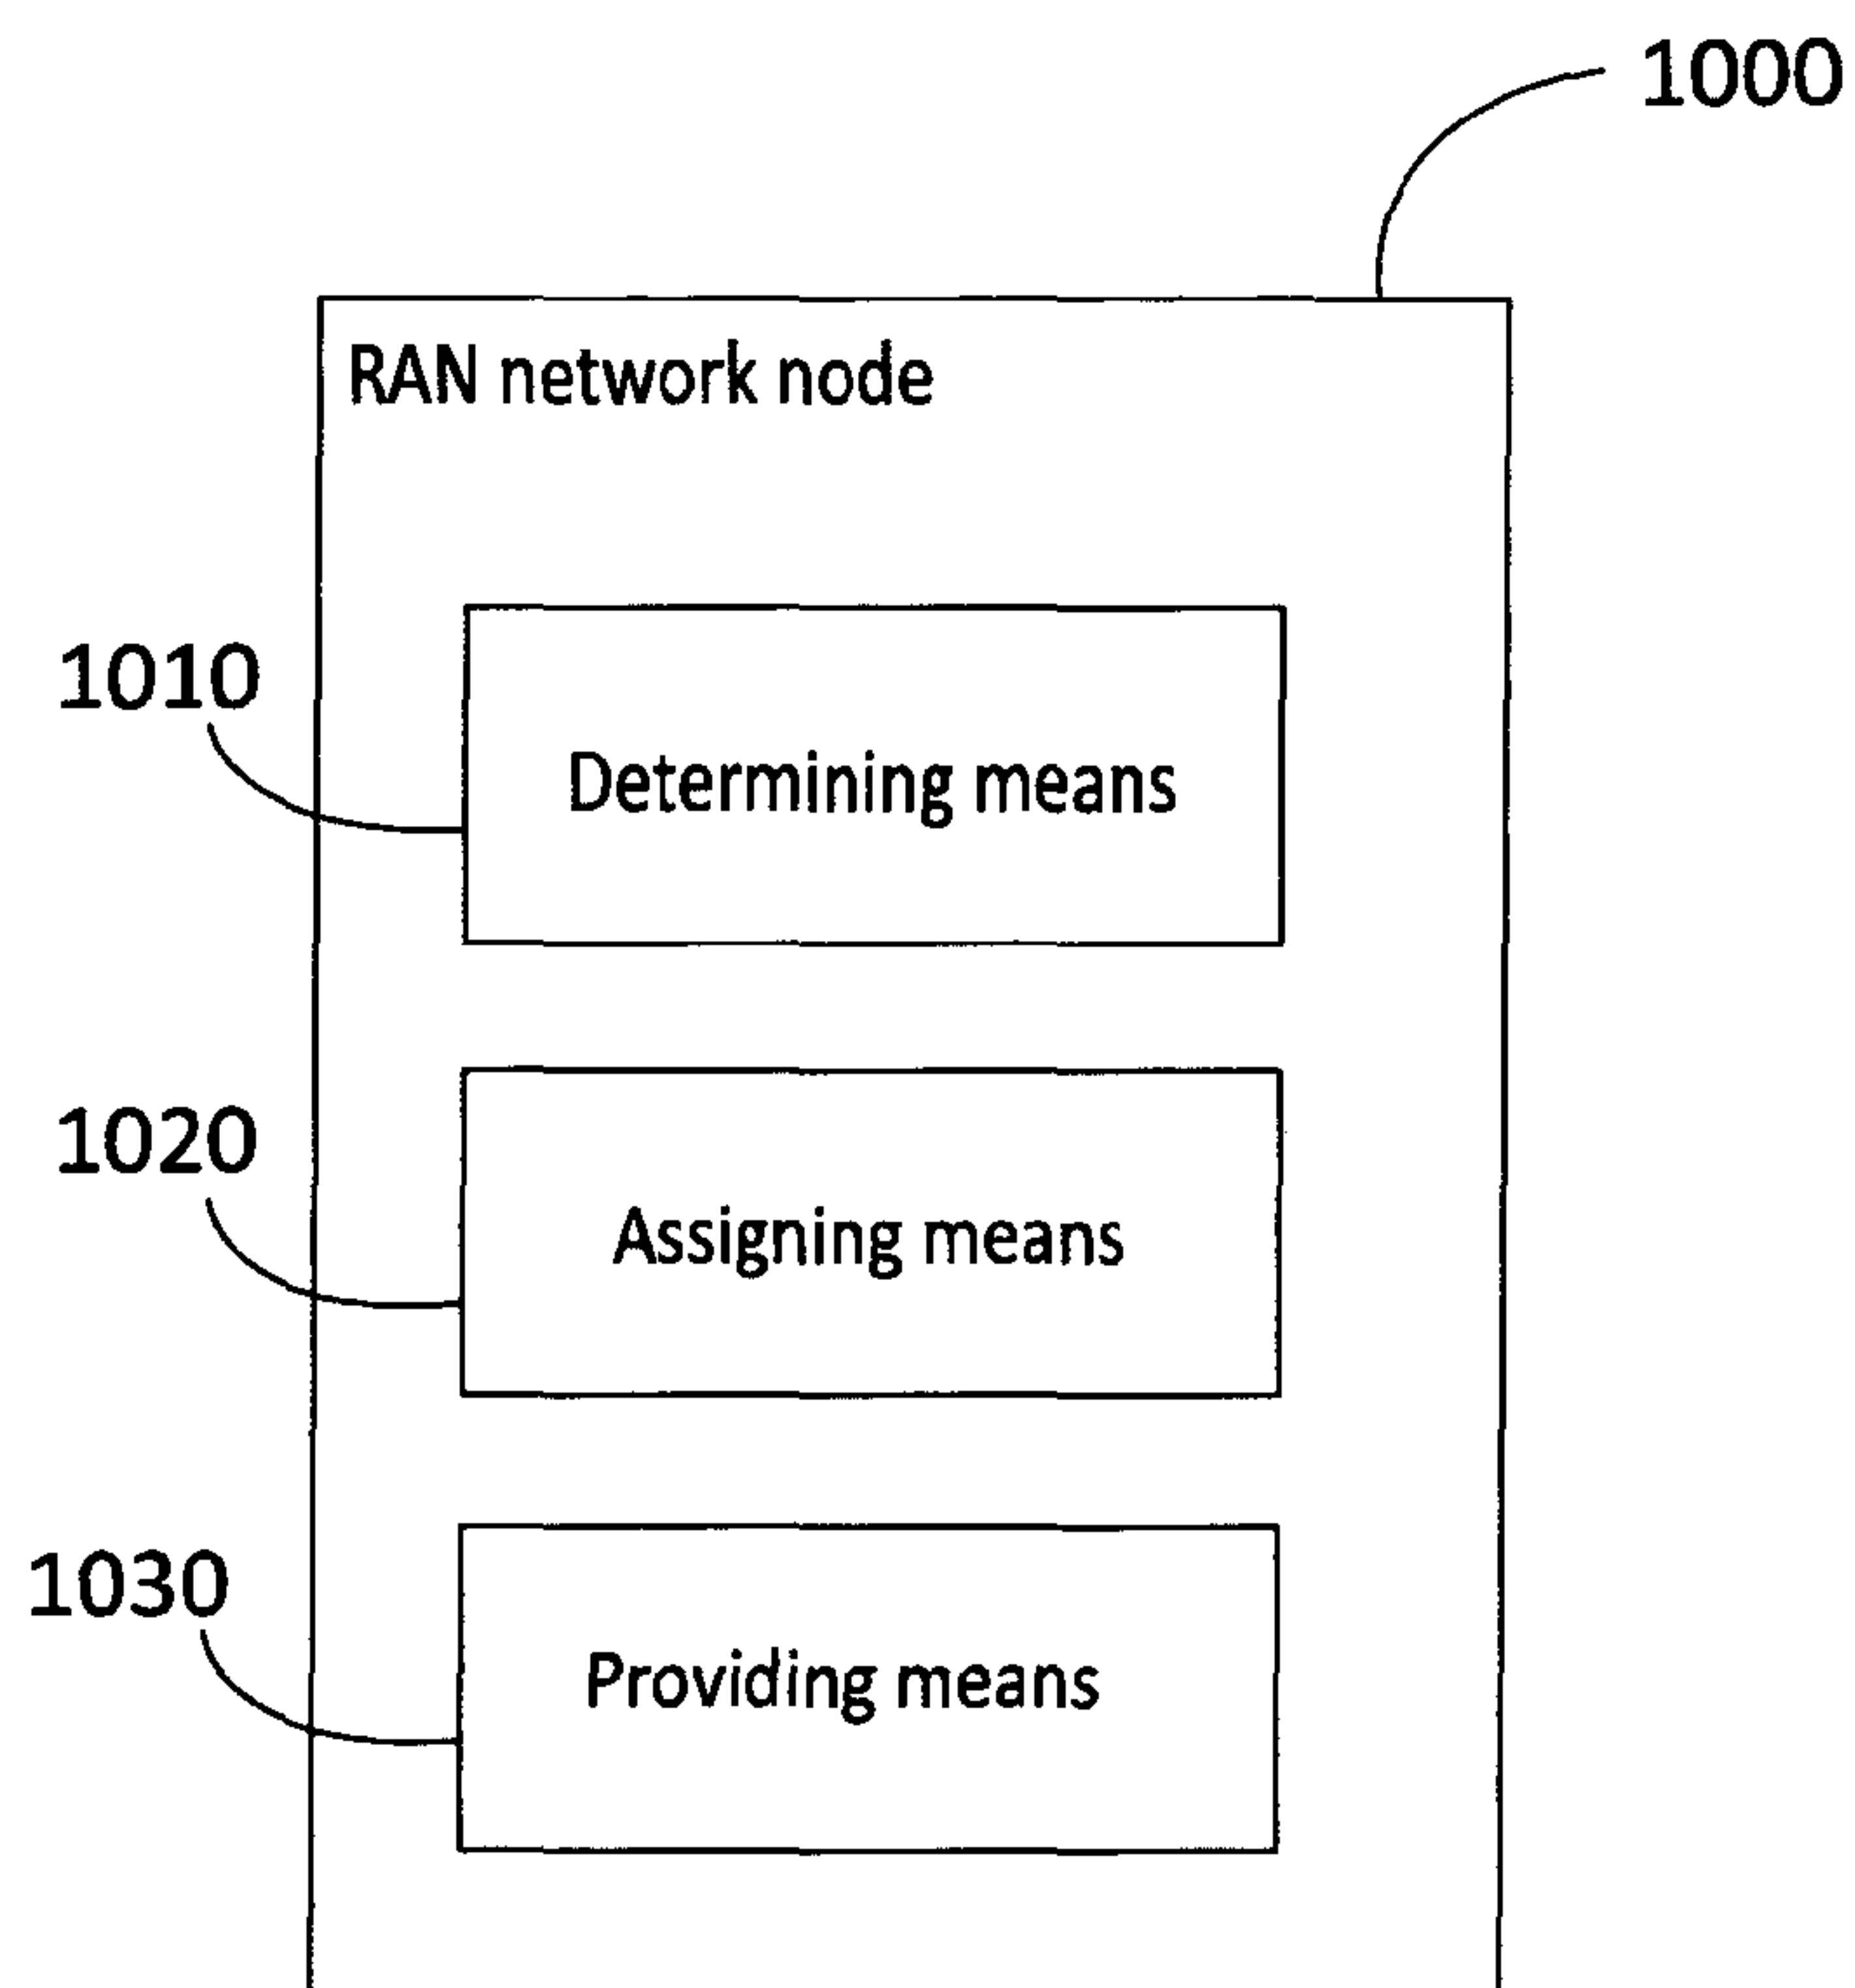 1000
RAN network node
1010
Determining means
1020
Assigning means
1030
Providing means